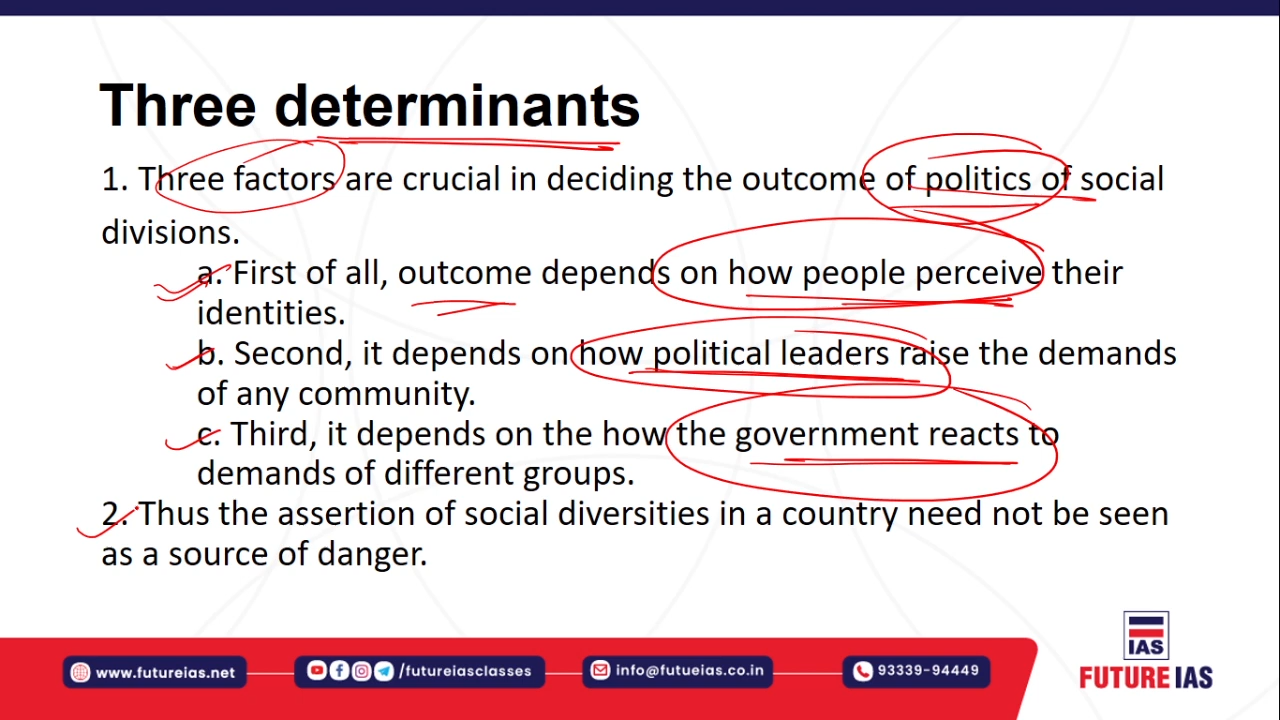 Three determinants
1. Three factors are crucial in deciding the outcome of politics of social
divisions.
a. First of all, outcome depends on how people perceive their
identities.
b. Second, it depends on how political leaders raise the demands
of any community.
c. Third, it depends on the how the government reacts to
demands of different groups.
2. Thus the assertion of social diversities in a country need not be seen
as a source of danger.
IAS
www.futureias.net /futureiasclasses info@futueias.co.in 93339-94449 FUTURE IAS